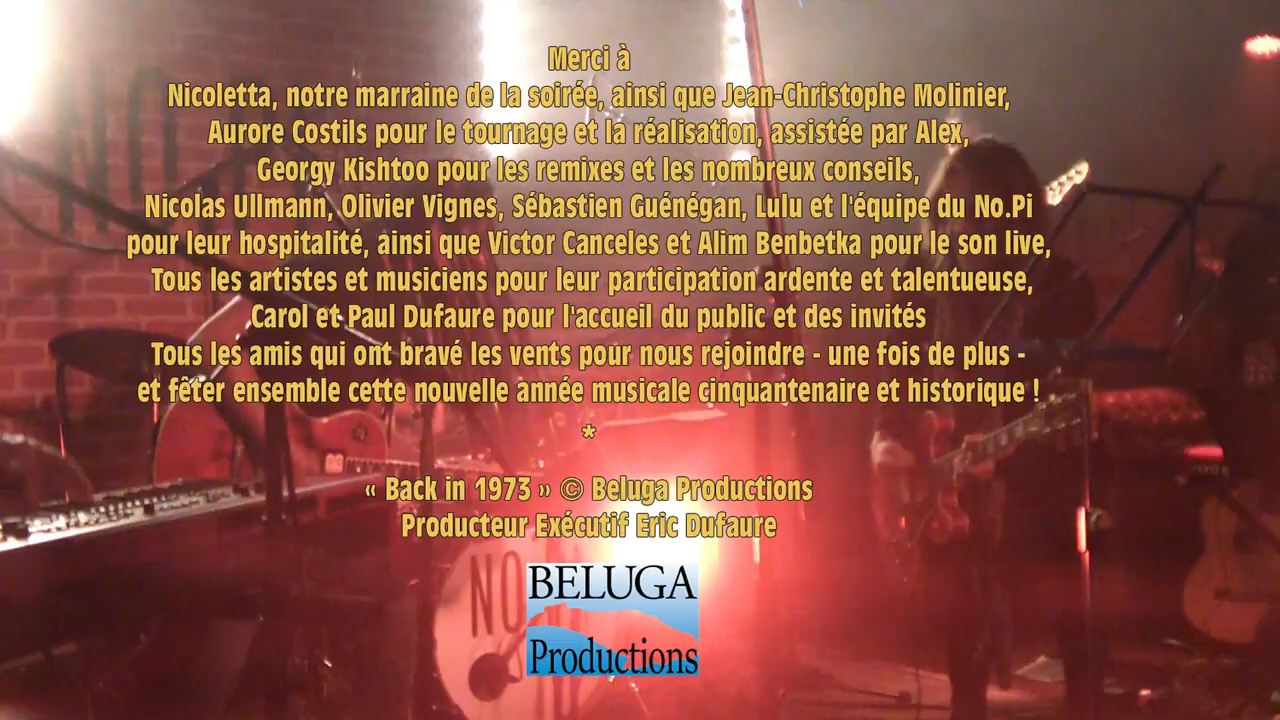 Merci à
Nicoletta, notre marraine de la soirée, ainsi que Jean-Christophe Molinier,
Aurore Costils pour le tournage et la réalisation, assistée par Alex,
Georgy Kishtoo pour les remixes et les nombreux conseils,
Nicolas Ullmann, Olivier Vignes, Sébastien Guénégan, Lulu et l'équipe du No.Pi
pour leur hospitalité, ainsi que Victor Canceles et Alim Benbetka pour le son live,
Tous les artistes et musiciens pour leur participation ardente et talentueuse,
Carol et Paul Dufaure pour l'accueil du public et des invités
Tous les amis qui ont bravé les vents pour nous rejoindre - une fois de plus -
et fêter ensemble cette nouvelle année musicale cinquantenaire et historique !
*
« Back in 1973 » © Beluga Productions
Producteur Exécutif Eric Dufaure
NO
BELUGA
Productions